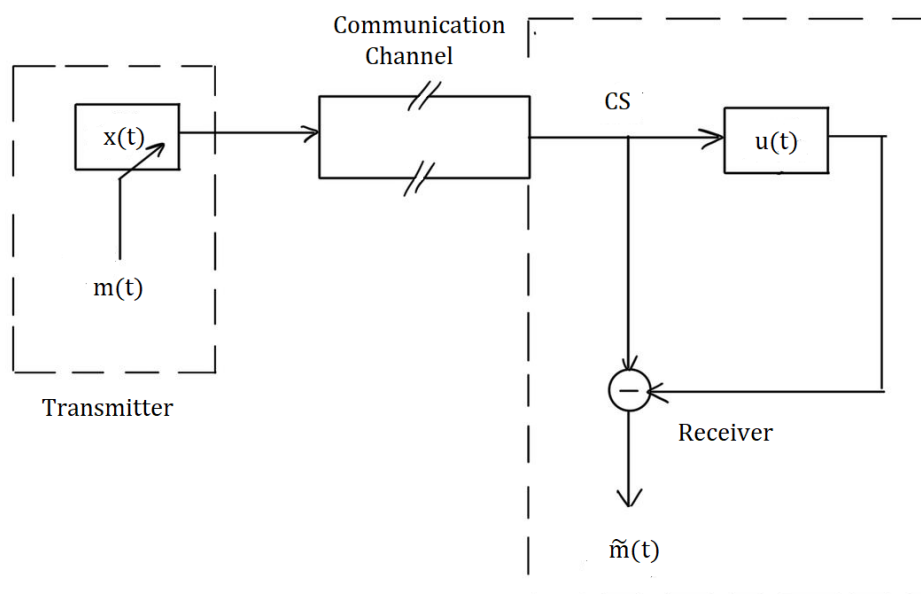 Communication
Channel
CS
x(t)
u(t)
m(t)
Transmitter
−
Receiver
m̃(t)